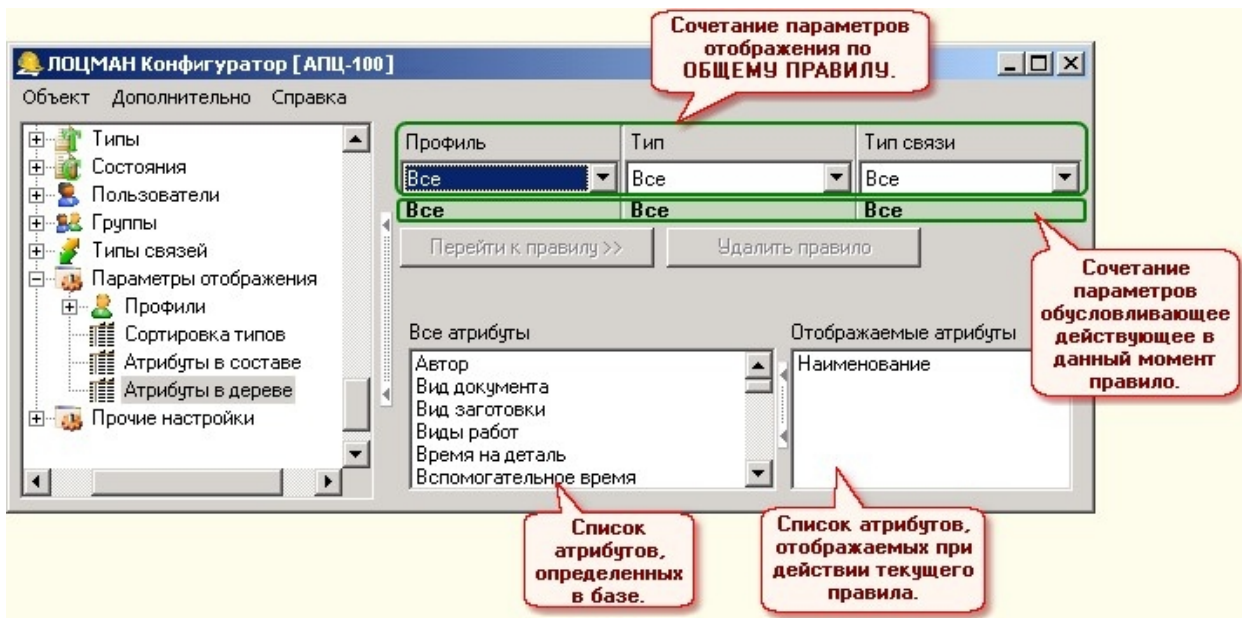 Сочетание параметров
отображения по
ОБЩЕМУ ПРАВИЛУ.
ЛОЦМАН Конфигуратор [АПЦ-100]
Объект Дополнительно Справка
Типы
Состояния
Пользователи
Группы
Типы связей
Параметры отображения
Профили
Сортировка типов
Атрибуты в составе
Атрибуты в дереве
Прочие настройки
Профиль Тип Тип связи
Все Все Все
Все Все Все
Перейти к правилу >> Удалить правило
Сочетание
параметров
обусловливающее
действующее в
данный момент
правило.
Все атрибуты
Автор
Вид документа
Вид заготовки
Виды работ
Время на деталь
Вспомогательное время
Отображаемые атрибуты
Наименование
Список
атрибутов,
определенных
в базе.
Список атрибутов,
отображаемых при
действии текущего
правила.